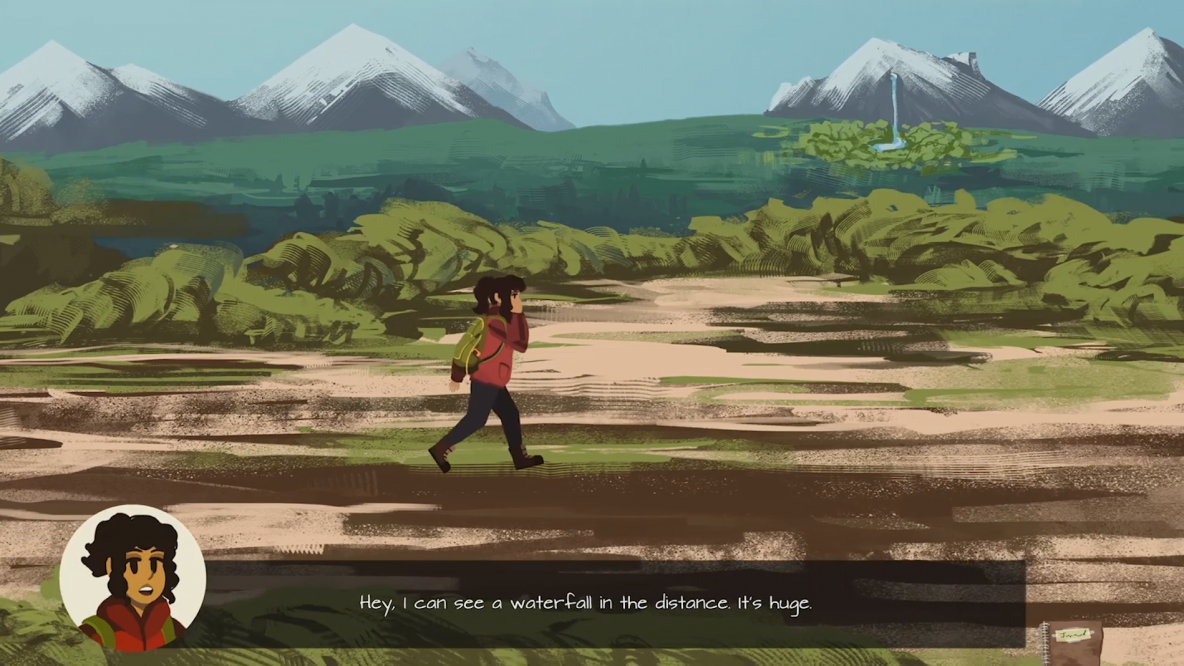 Hey, I can see a waterfall in the distance. It's huge.